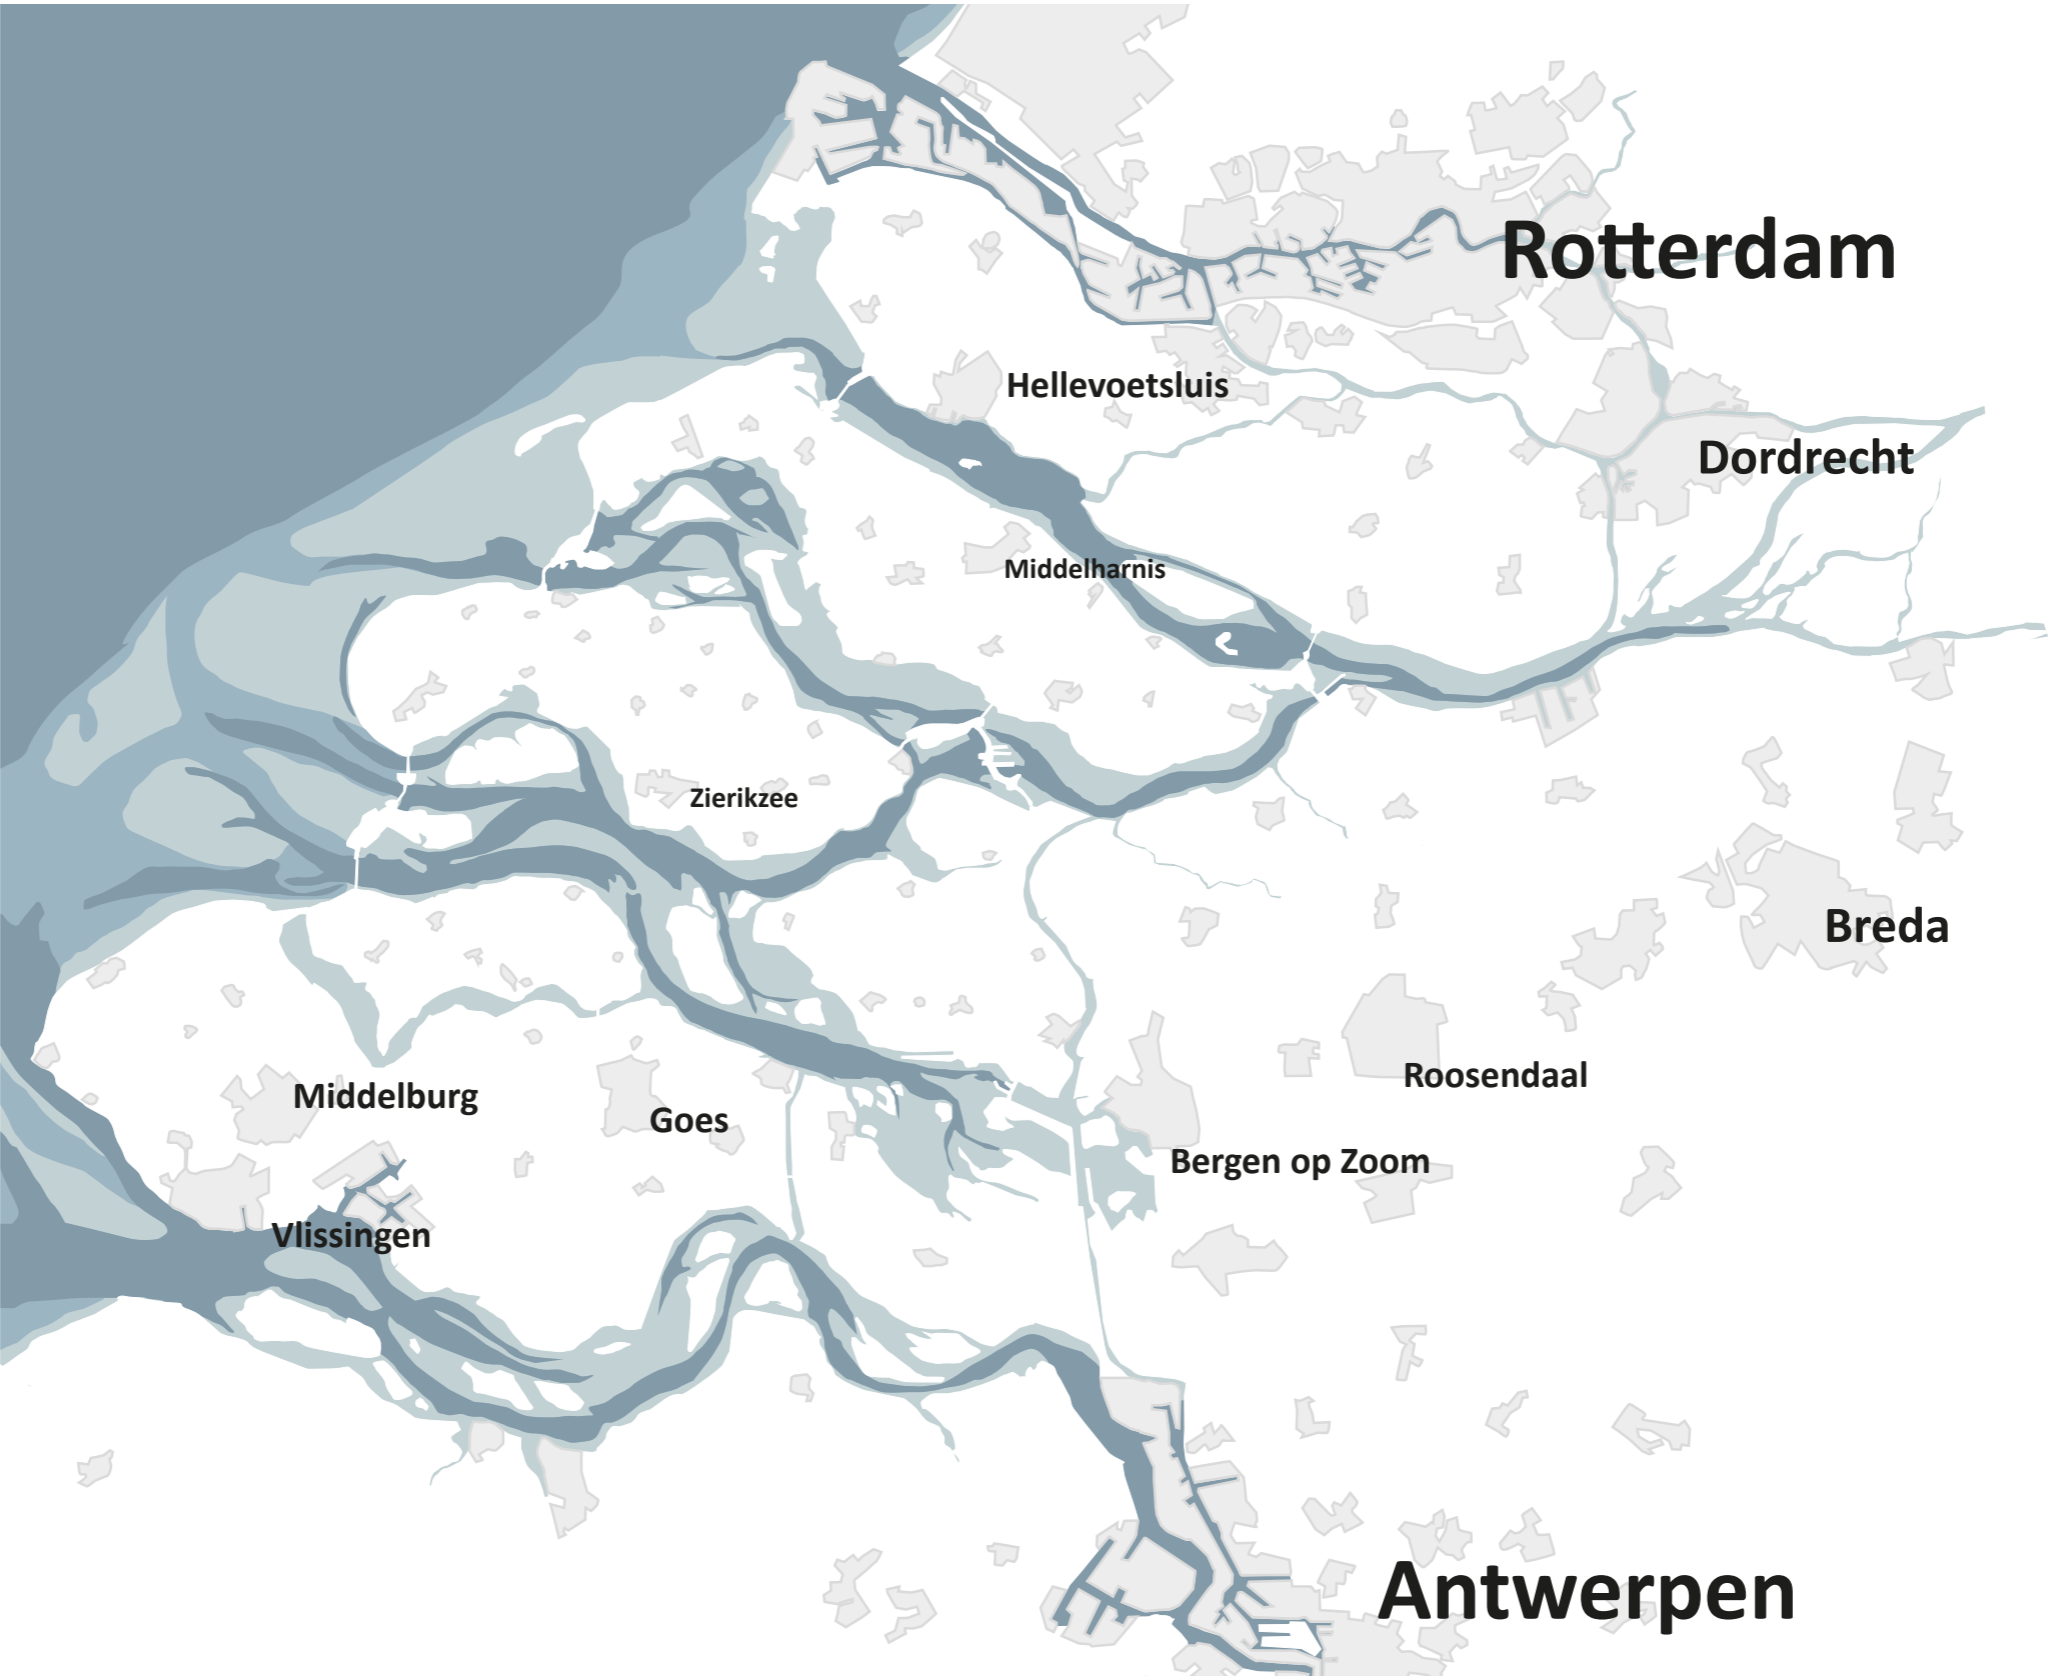 Rotterdam
Hellevoetsluis
Dordrecht
Middelharnis
Zierikzee
Breda
Roosendaal
Middelburg
Goes
Bergen op Zoom
Vlissingen
Antwerpen